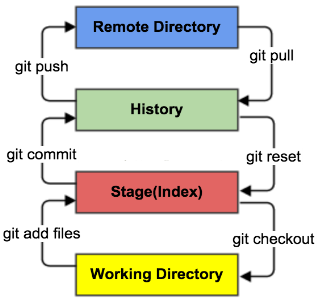 Remote Directory
git push
git pull
History
git commit
git reset
Stage(Index)
git add files
git checkout
Working Directory